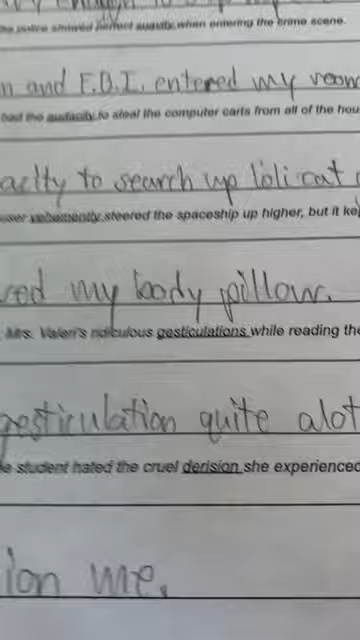 the police showed perfect suavity when entering the crime scene.
n and F.B.I. entered my room
had the audacity to steal the computer carts from all of the hou
acity to search up loli cat
vehemently steered the spaceship up higher, but it ke
red my body pillow.
Mrs. Valeri's ridiculous gesticulations while reading the
gesticulation quite alot
e student hated the cruel derision she experienced
ion me.